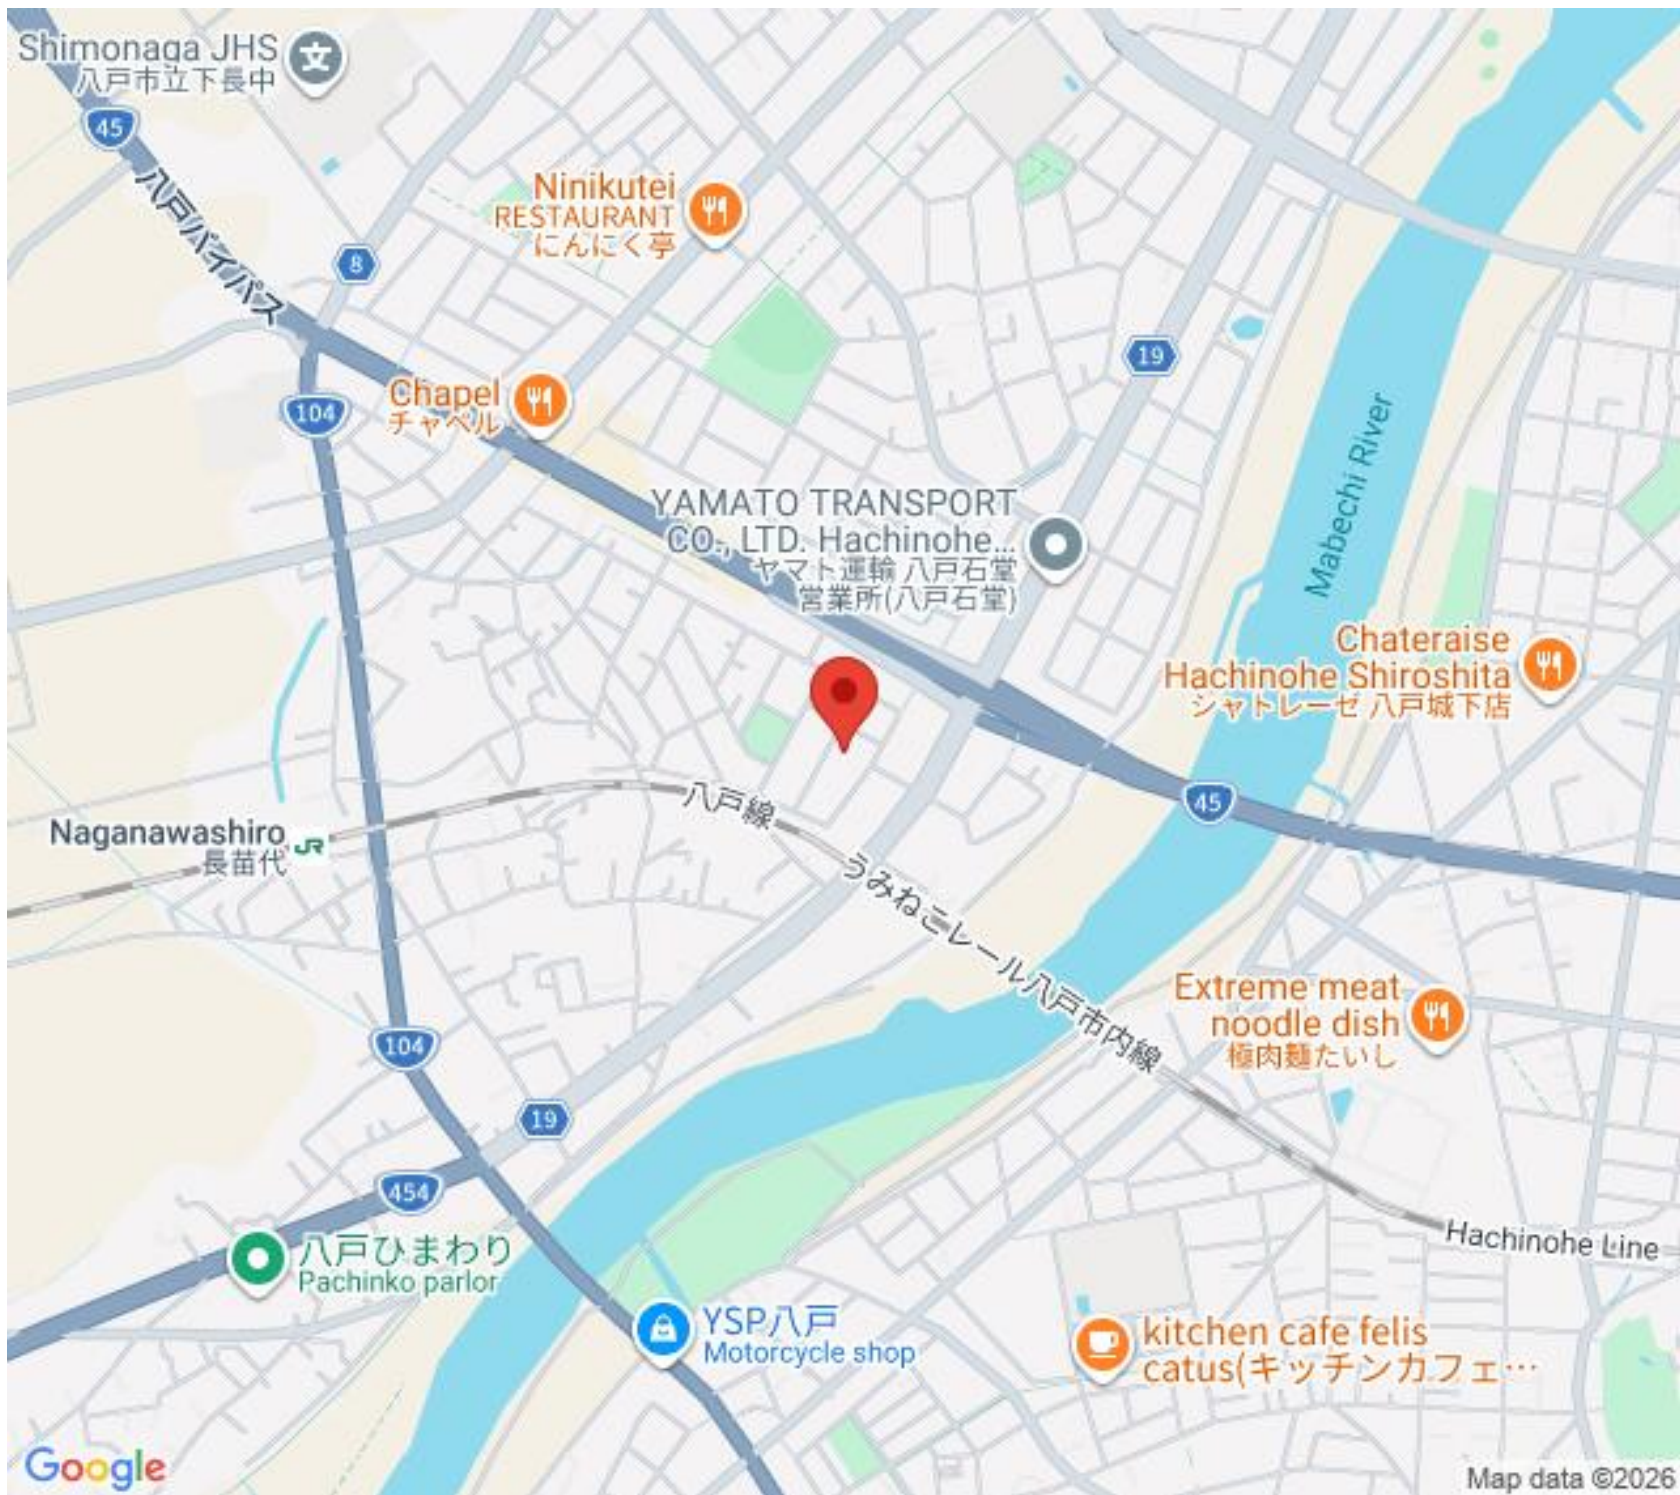 Shimonaga JHS
八戸市立下長中
45
八戸バイパス
Ninikutei
RESTAURANT
にんにく亭
8
19
Chapel
チャペル
104
Mabechi River
YAMATO TRANSPORT
CO., LTD. Hachinohe...
ヤマト運輸 八戸石堂
営業所(八戸石堂)
Chateraise
Hachinohe Shiroshita
シャトレーゼ 八戸城下店
45
八戸線
Naganawashiro
長苗代
JR
うみねこレール八戸市内線
Extreme meat
noodle dish
極肉麺たいし
104
19
454
八戸ひまわり
Pachinko parlor
Hachinohe Line
YSP八戸
Motorcycle shop
kitchen cafe felis
catus(キッチンカフェ…
Google
Map data ©2026